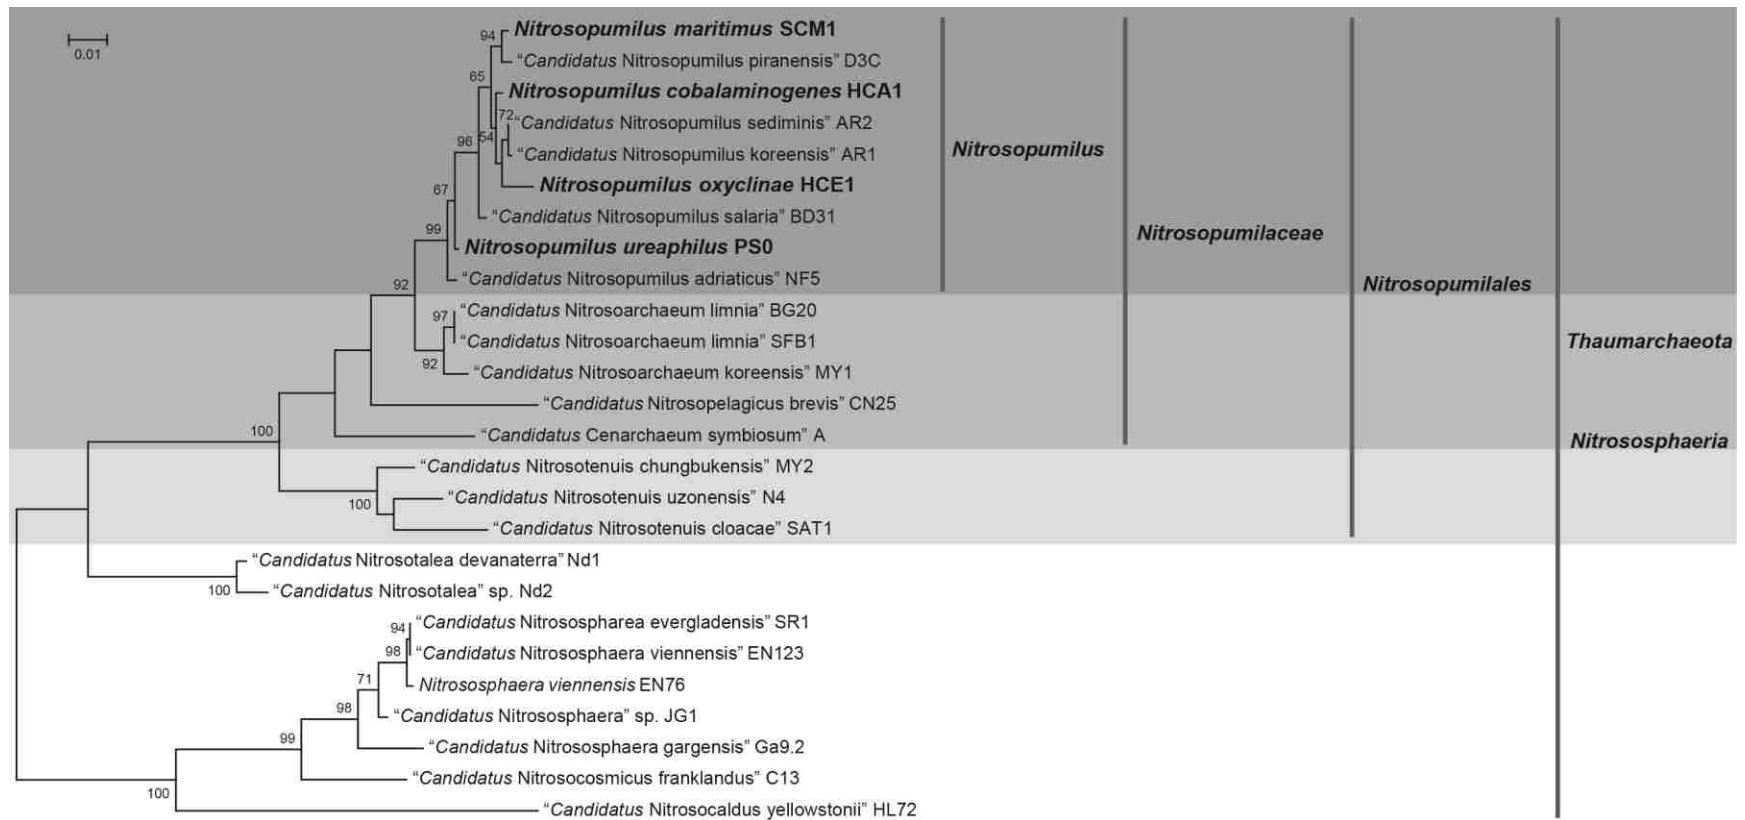 0.01
94
Nitrosopumilus maritimus SCM1
“Candidatus Nitrosopumilus piranensis” D3C
65
Nitrosopumilus cobalaminogenes HCA1
72
“Candidatus Nitrosopumilus sediminis” AR2
54
96
“Candidatus Nitrosopumilus koreensis” AR1
Nitrosopumilus
Nitrosopumilus oxyclinae HCE1
67
“Candidatus Nitrosopumilus salaria” BD31
99
Nitrosopumilaceae
Nitrosopumilus ureaphilus PS0
“Candidatus Nitrosopumilus adriaticus” NF5
92
Nitrosopumilales
“Candidatus Nitrosoarchaeum limnia” BG20
97
“Candidatus Nitrosoarchaeum limnia” SFB1
Thaumarchaeota
92
“Candidatus Nitrosoarchaeum koreensis” MY1
“Candidatus Nitrosopelagicus brevis” CN25
100
“Candidatus Cenarchaeum symbiosum” A
Nitrososphaeria
“Candidatus Nitrosotenuis chungbukensis” MY2
100
“Candidatus Nitrosotenuis uzonensis” N4
“Candidatus Nitrosotenuis cloacae” SAT1
“Candidatus Nitrosotalea devanaterra” Nd1
100
“Candidatus Nitrosotalea” sp. Nd2
94
“Candidatus Nitrosospharea evergladensis” SR1
98
“Candidatus Nitrososphaera viennensis” EN123
71
Nitrososphaera viennensis EN76
98
“Candidatus Nitrososphaera” sp. JG1
99
“Candidatus Nitrososphaera gargensis” Ga9.2
“Candidatus Nitrosocosmicus franklandus” C13
100
“Candidatus Nitrosocaldus yellowstonii” HL72